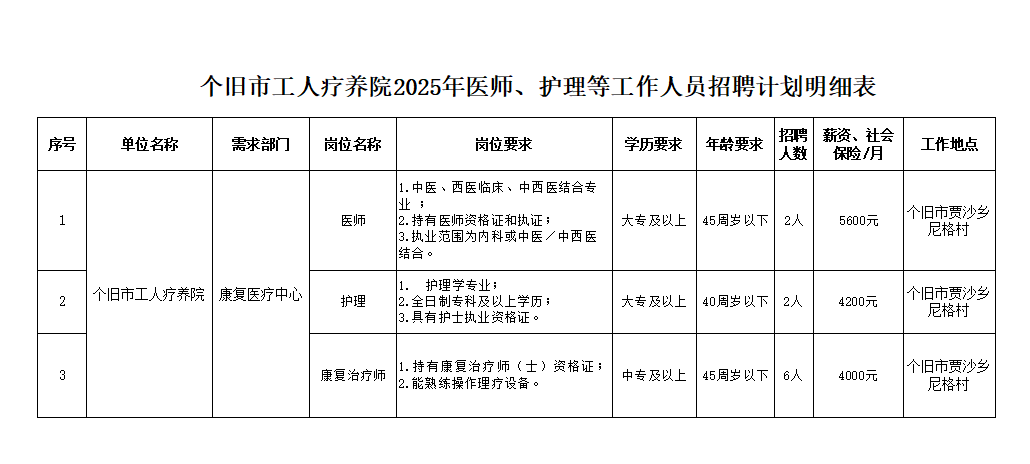 个旧市工人疗养院2025年医师、护理等工作人员招聘计划明细表
序号 单位名称 需求部门 岗位名称 岗位要求 学历要求 年龄要求 招聘人数 薪资、社会保险/月 工作地点
1 个旧市工人疗养院 康复医疗中心 医师
1.中医、西医临床、中西医结合专
业 ；
2.持有医师资格证和执证；
3.执业范围为内科或中医／中西医
结合。
大专及以上 45周岁以下 2人 5600元
个旧市贾沙乡
尼格村
2 护理
1. 护理学专业；
2.全日制专科及以上学历；
3.具有护士执业资格证。
大专及以上 40周岁以下 2人 4200元
个旧市贾沙乡
尼格村
3 康复治疗师
1.持有康复治疗师（士）资格证；
2.能熟练操作理疗设备。
中专及以上 45周岁以下 6人 4000元
个旧市贾沙乡
尼格村